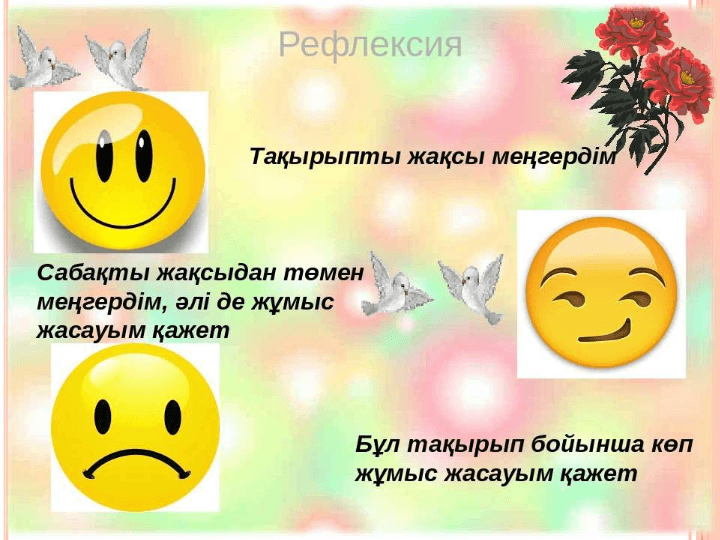 Рефлексия
Тақырыпты жақсы меңгердім
Сабақты жақсыдан төмен
меңгердім, әлі де жұмыс
жасауым қажет
Бұл тақырып бойынша көп
жұмыс жасауым қажет